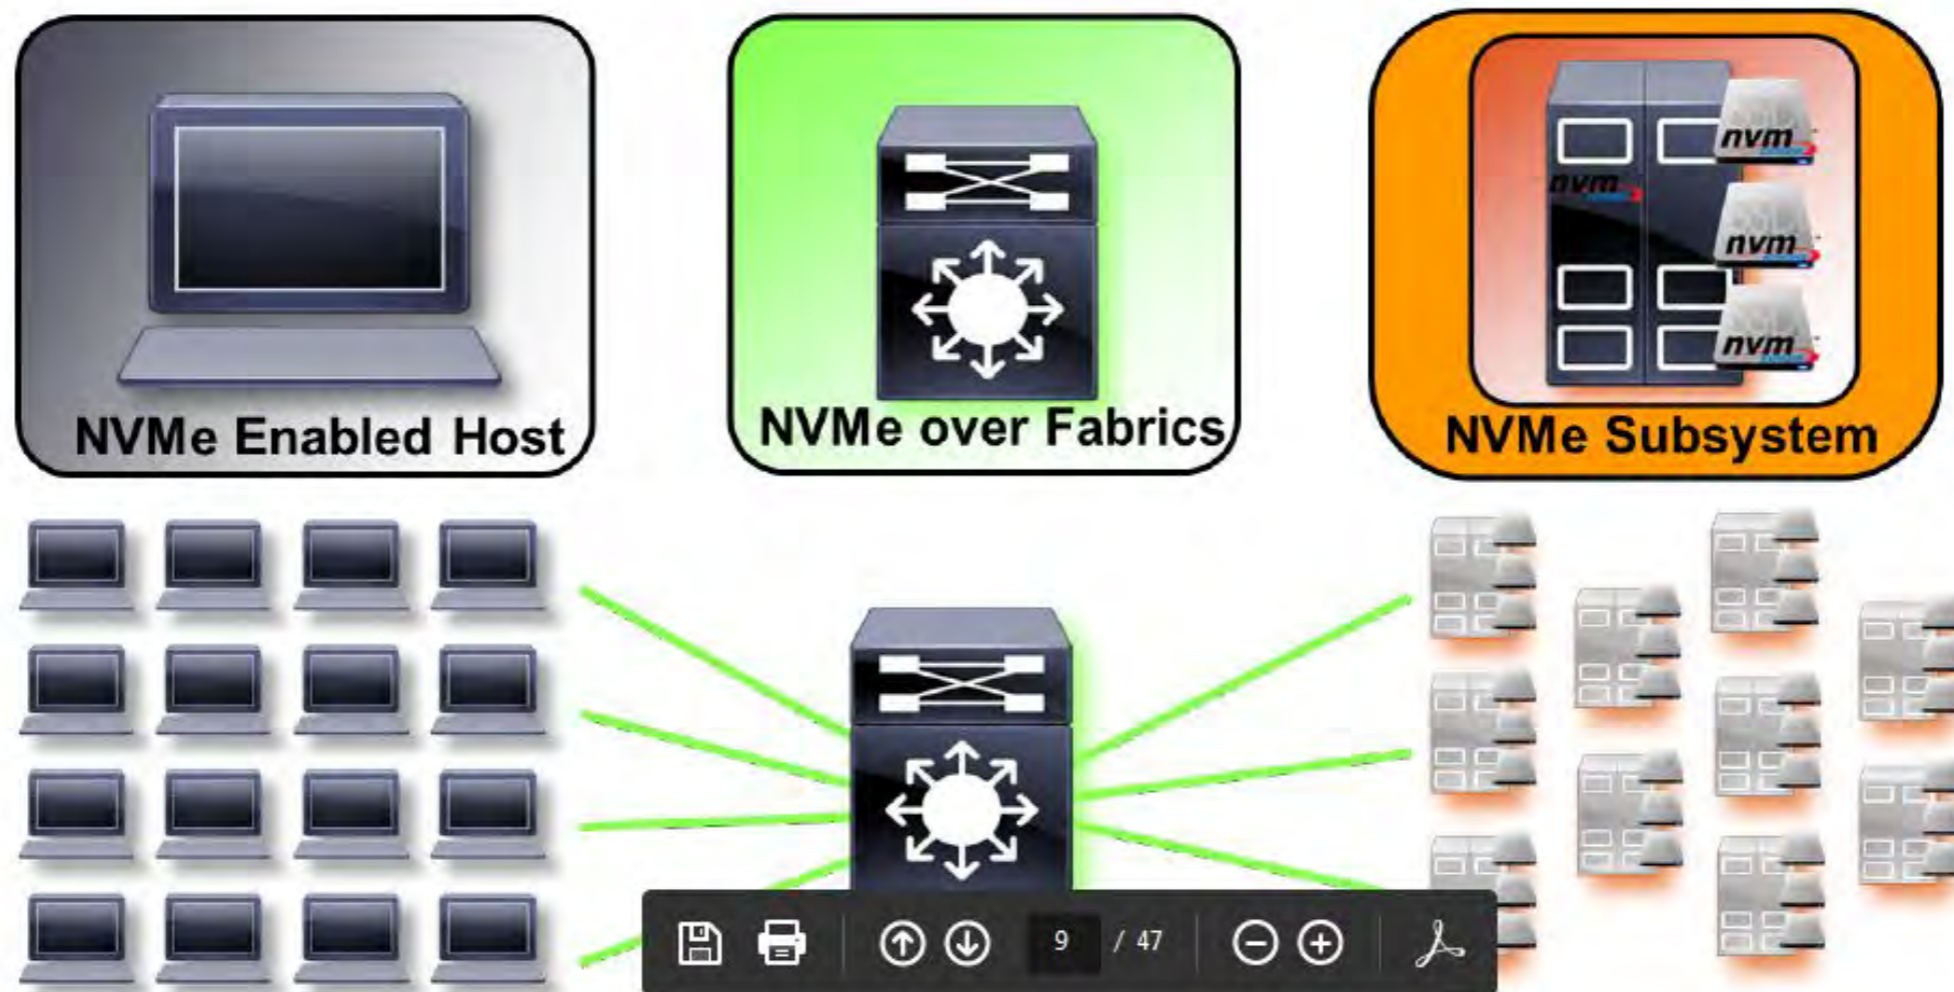 nvm
nvm
nvm
nvm
NVMe Enabled Host
NVMe over Fabrics
NVMe Subsystem
9 / 47